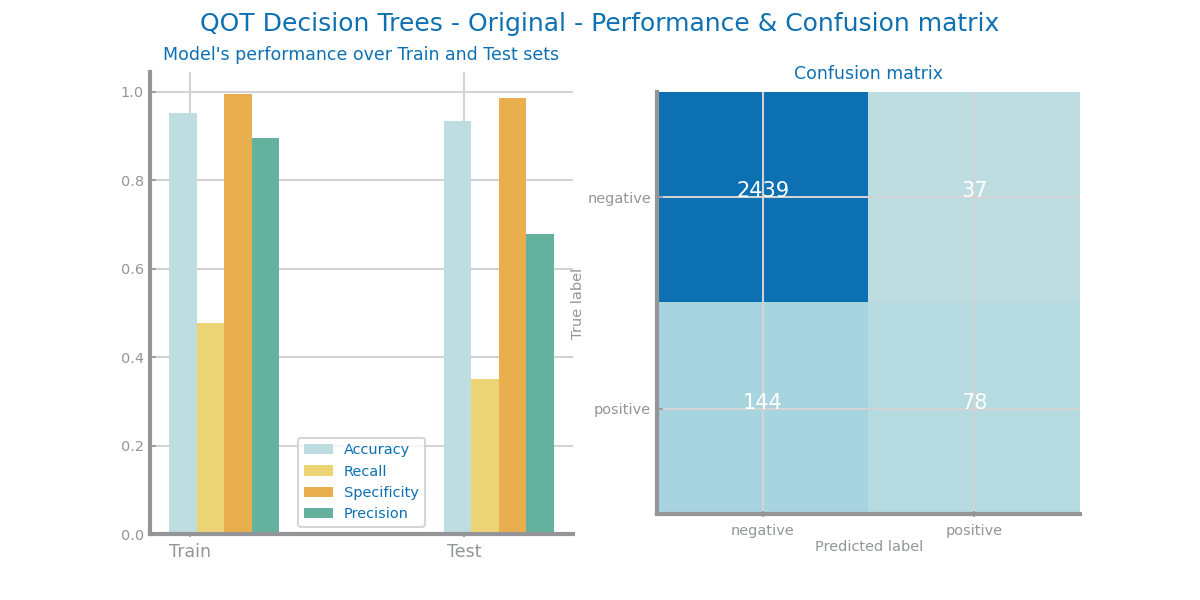 QOT Decision Trees - Original - Performance & Confusion matrix
Model's performance over Train and Test sets
1.0
0.8
0.6
0.4
0.2
0.0
Train
Test
Accuracy
Recall
Specificity
Precision
Confusion matrix
True label
negative
positive
2439
37
144
78
negative
positive
Predicted label